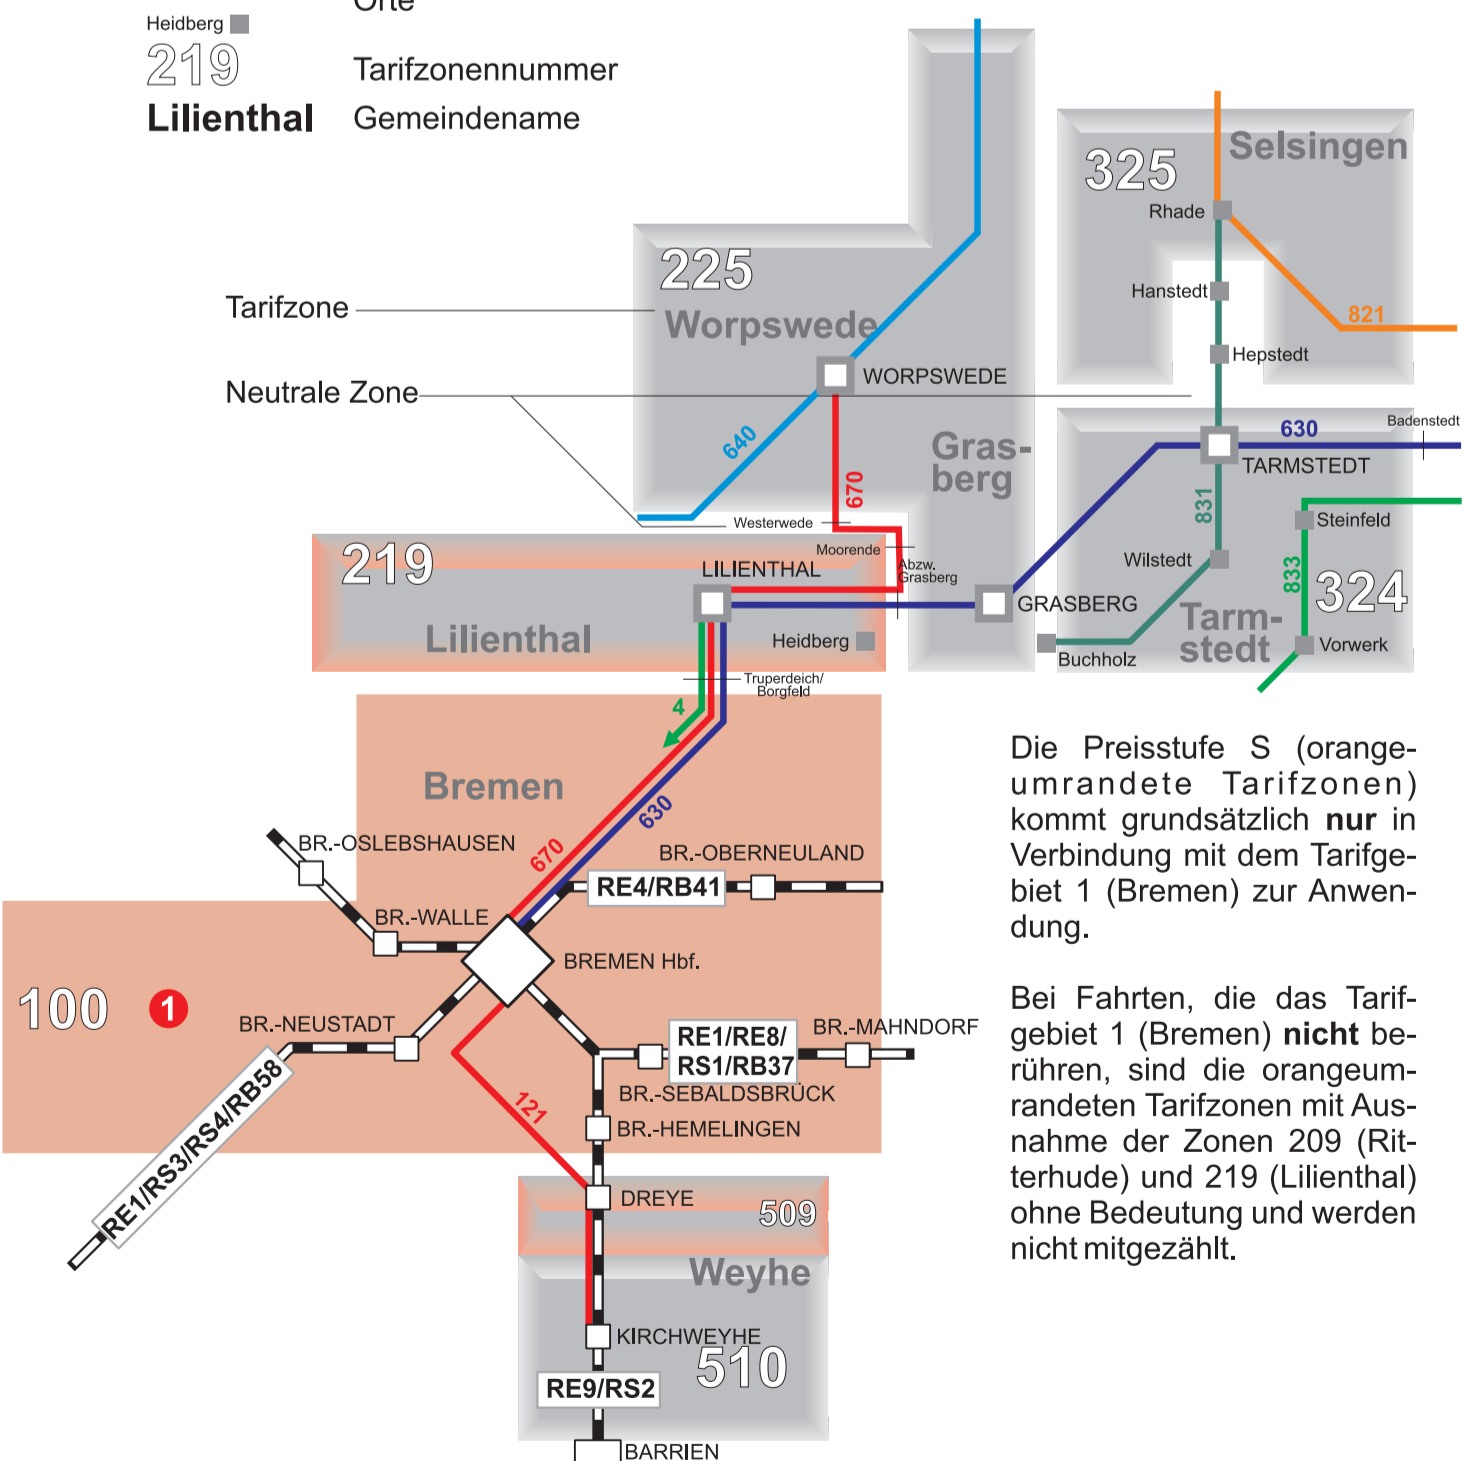 Orte
Heidberg
219
Tarifzonennummer
Lilienthal
Gemeindename
Selsingen
325
Rhade
225
Hanstedt
Tarifzone
Worpswede
821
Hepstedt
WORPSWEDE
Neutrale Zone
630
Badenstedt
640
Gras-
berg
TARMSTEDT
670
831
Westerwede
Steinfeld
Moorende
219
LILIENTHAL
Abzw.
Grasberg
Wilstedt
833
324
GRASBERG
Lilienthal
Heidberg
Tarm-
stedt
Vorwerk
Buchholz
Truperdeich/
Borgfeld
4
Die Preisstufe S (orange-
umrandete Tarifzonen)
kommt grundsätzlich nur in
Verbindung mit dem Tarifge-
biet 1 (Bremen) zur Anwen-
dung.
Bremen
630
BR.-OSLEBSHAUSEN
670
BR.-OBERNEULAND
RE4/RB41
BR.-WALLE
BREMEN Hbf.
100
1
BR.-NEUSTADT
RE1/RE8/
RS1/RB37
BR.-MAHNDORF
BR.-SEBALDSBRÜCK
121
BR.-HEMELINGEN
RE1/RS3/RS4/RB58
Bei Fahrten, die das Tarif-
gebiet 1 (Bremen) nicht be-
rühren, sind die orangeum-
randeten Tarifzonen mit Aus-
nahme der Zonen 209 (Rit-
terhude) und 219 (Lilienthal)
ohne Bedeutung und werden
nicht mitgezählt.
DREYE
509
Weyhe
KIRCHWEYHE
510
RE9/RS2
BARRIEN